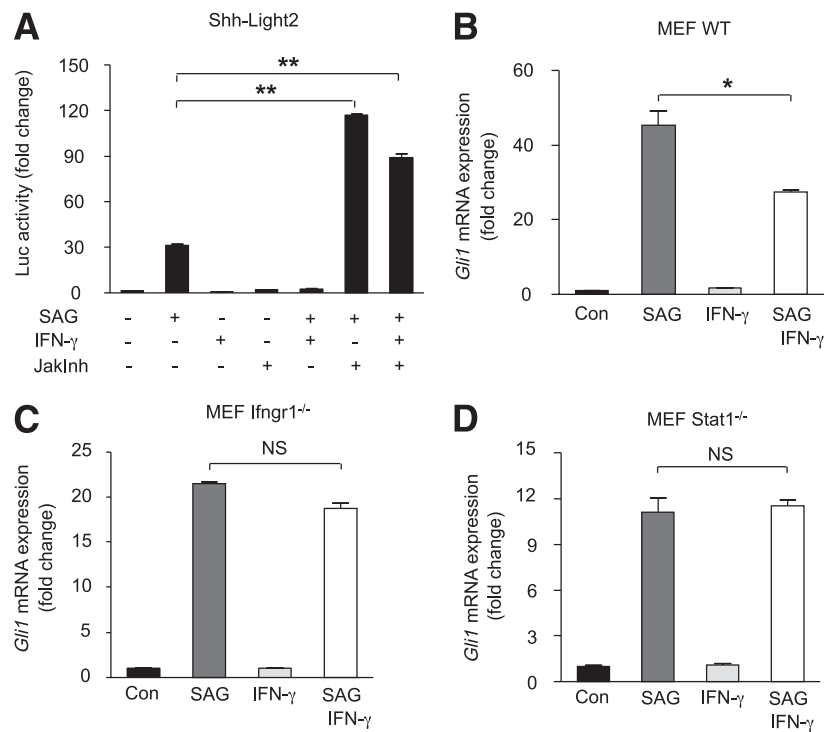 A
Shh-Light2
Luc activity (fold change)
150
120
90
60
30
0
**
**
SAG - + - - + + +
IFN-γ - - + - + - +
JakInh - - - + - + +
B
MEF WT
Gli1 mRNA expression
(fold change)
60
40
20
0
*
Con SAG IFN-γ SAG
IFN-γ
C
MEF Ifngr1-/-
Gli1 mRNA expression
(fold change)
25
20
15
10
5
0
NS
Con SAG IFN-γ SAG
IFN-γ
D
MEF Stat1-/-
Gli1 mRNA expression
(fold change)
15
12
9
6
3
0
NS
Con SAG IFN-γ SAG
IFN-γ